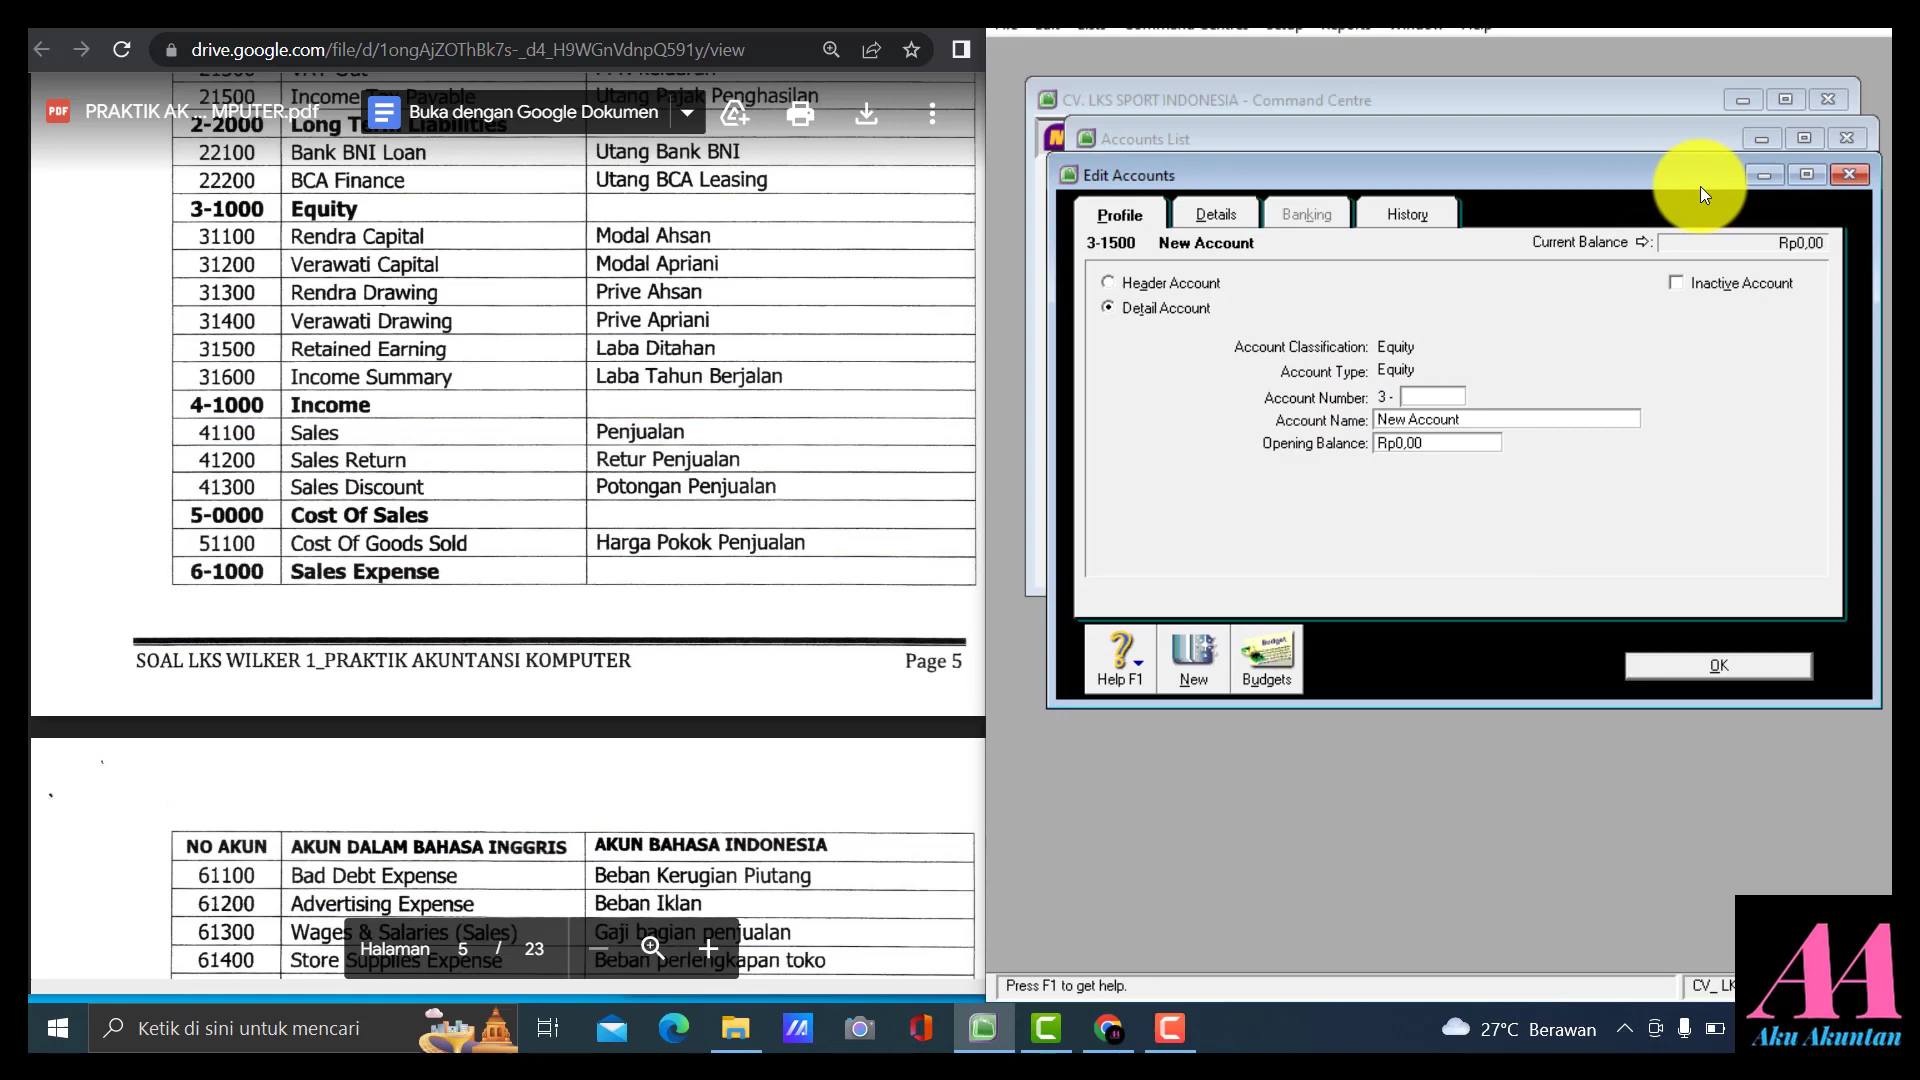 drive.google.com/file/d/1ongAjZOThBk7s-_d4_H9WGnVdnpQ591y/view
PDF PRAKTIK AK ... MPUTER.pdf
Buka dengan Google Dokumen
21500 Income Tax Payable Utang Pajak Penghasilan
2-2000 Long Term Liabilities
22100 Bank BNI Loan Utang Bank BNI
22200 BCA Finance Utang BCA Leasing
3-1000 Equity
31100 Rendra Capital Modal Ahsan
31200 Verawati Capital Modal Apriani
31300 Rendra Drawing Prive Ahsan
31400 Verawati Drawing Prive Apriani
31500 Retained Earning Laba Ditahan
31600 Income Summary Laba Tahun Berjalan
4-1000 Income
41100 Sales Penjualan
41200 Sales Return Retur Penjualan
41300 Sales Discount Potongan Penjualan
5-0000 Cost Of Sales
51100 Cost Of Goods Sold Harga Pokok Penjualan
6-1000 Sales Expense
SOAL LKS WILKER 1_PRAKTIK AKUNTANSI KOMPUTER Page 5
NO AKUN AKUN DALAM BAHASA INGGRIS AKUN BAHASA INDONESIA
61100 Bad Debt Expense Beban Kerugian Piutang
61200 Advertising Expense Beban Iklan
61300 Wages & Salaries (Sales) Gaji bagian penjualan
61400 Store Supplies Expense Beban perlengkapan toko
Halaman 5 / 23
CV. LKS SPORT INDONESIA - Command Centre
Accounts List
Edit Accounts
Profile Details Banking History
3-1500 New Account Current Balance : Rp0,00
Header Account Inactive Account
Detail Account
Account Classification: Equity
Account Type: Equity
Account Number: 3 -
Account Name: New Account
Opening Balance: Rp0,00
Help F1 New Budgets OK
Budget
Press F1 to get help.
CV_ LK
Ketik di sini untuk mencari
27°C Berawan
AA
Aku Akuntan